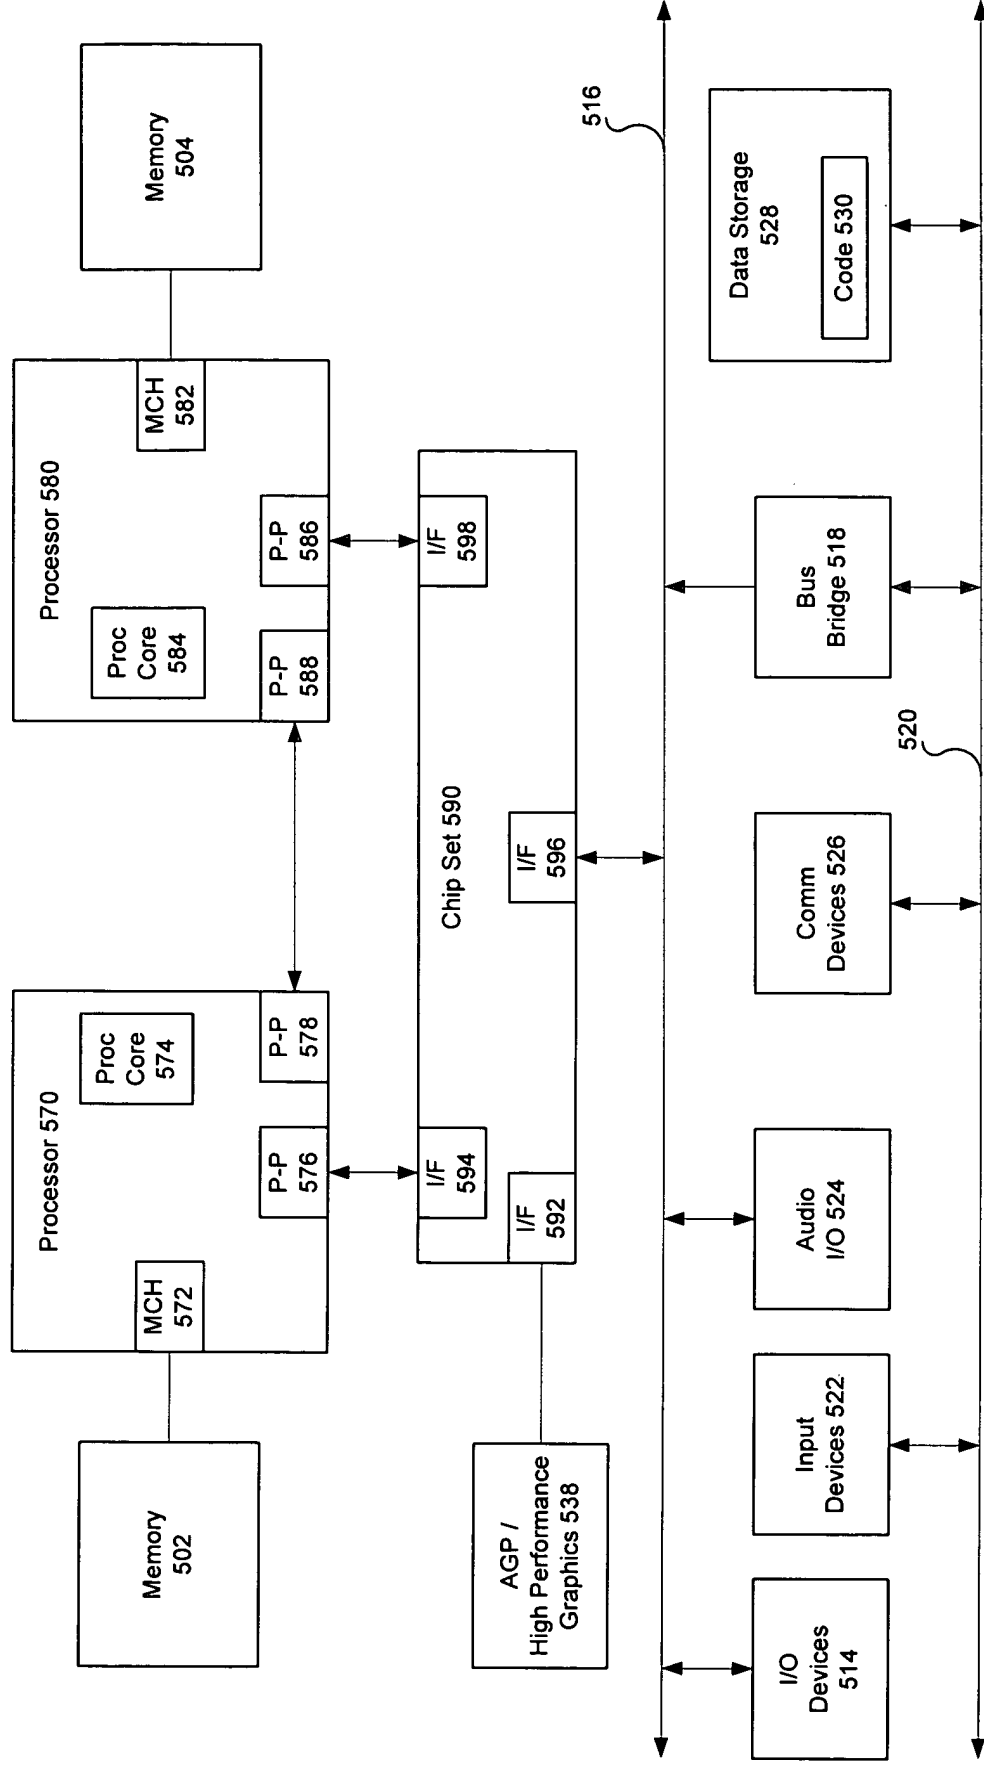 Memory
502
Processor 570
MCH
572
Proc
Core
574
P-P
576
P-P
578
Processor 580
Proc
Core
584
MCH
582
P-P
588
P-P
586
Memory
504
AGP /
High Performance
Graphics 538
Chip Set 590
I/F
594
I/F
592
I/F
596
I/F
598
516
I/O
Devices
514
Input
Devices 522
Audio
I/O 524
Comm
Devices 526
Bus
Bridge 518
Data Storage
528
Code 530
520